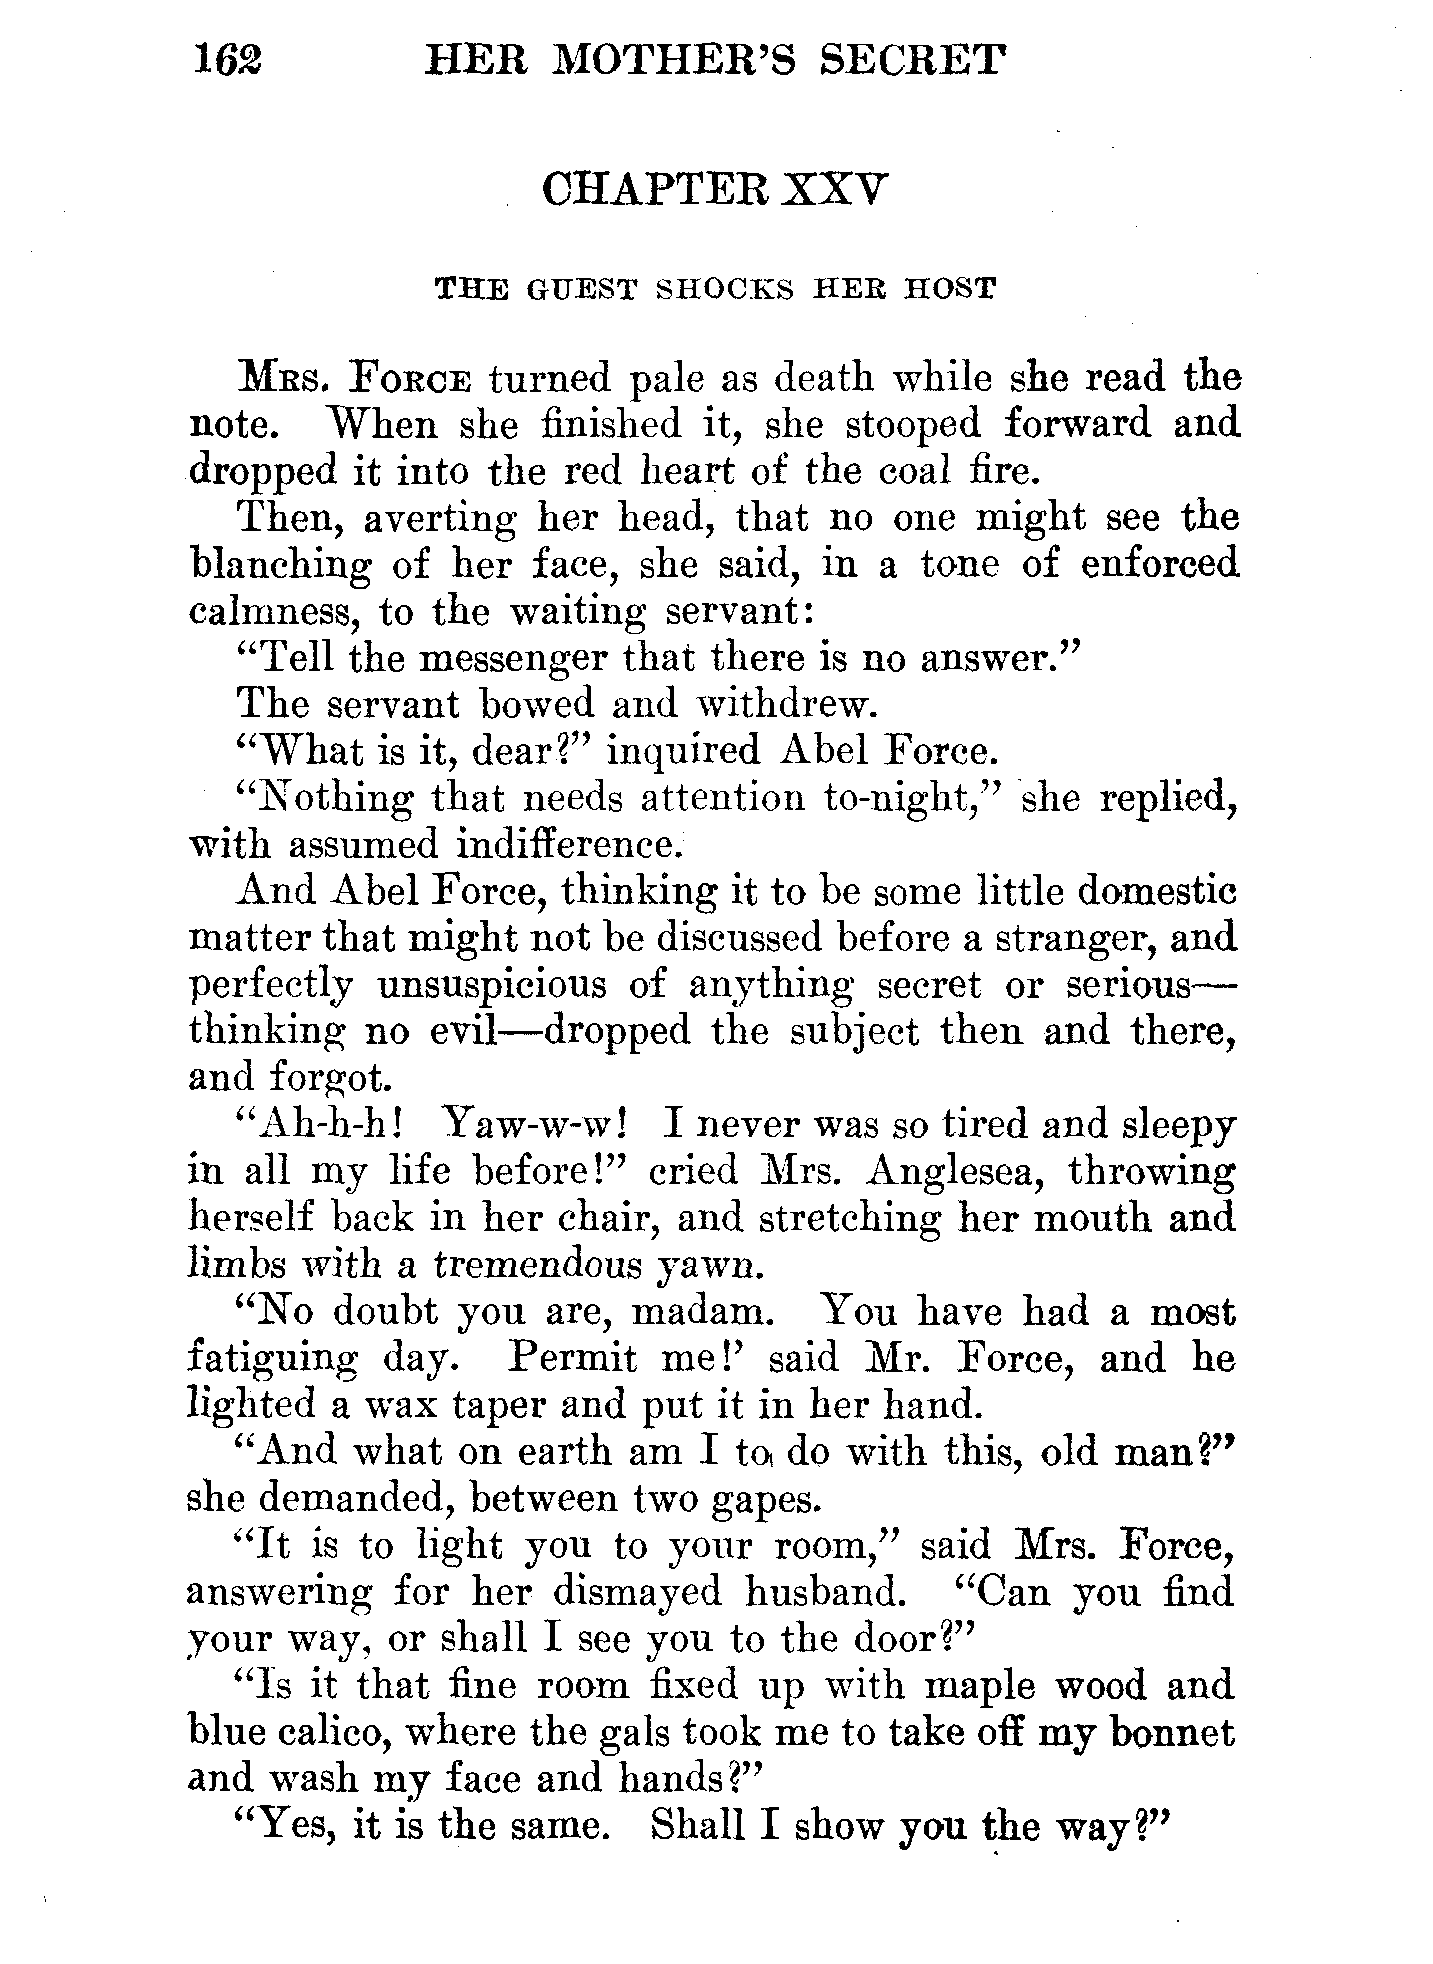 162 HER MOTHER'S SECRET
CHAPTER XXV
THE GUEST SHOCKS HER HOST
MRS. FORCE turned pale as death while she read the
note. When she finished it, she stooped forward and
dropped it into the red heart of the coal fire.
Then, averting her head, that no one might see the
blanching of her face, she said, in a tone of enforced
calmness, to the waiting servant:
"Tell the messenger that there is no answer."
The servant bowed and withdrew.
"What is it, dear?" inquired Abel Force.
"Nothing that needs attention to-night," she replied,
with assumed indifference.
And Abel Force, thinking it to be some little domestic
matter that might not be discussed before a stranger, and
perfectly unsuspicious of anything secret or serious—
thinking no evil—dropped the subject then and there,
and forgot.
"Ah-h-h! Yaw-w-w! I never was so tired and sleepy
in all my life before!" cried Mrs. Anglesea, throwing
herself back in her chair, and stretching her mouth and
limbs with a tremendous yawn.
"No doubt you are, madam. You have had a most
fatiguing day. Permit me!' said Mr. Force, and he
lighted a wax taper and put it in her hand.
"And what on earth am I to do with this, old man?"
she demanded, between two gapes.
"It is to light you to your room," said Mrs. Force,
answering for her dismayed husband. "Can you find
your way, or shall I see you to the door?"
"Is it that fine room fixed up with maple wood and
blue calico, where the gals took me to take off my bonnet
and wash my face and hands?"
"Yes, it is the same. Shall I show you the way?"